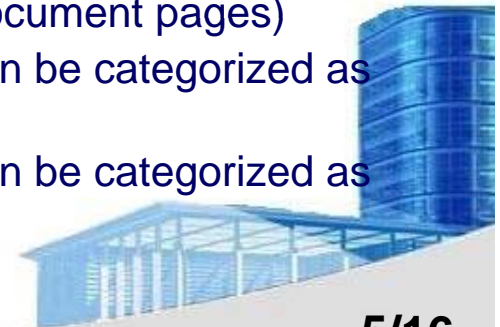 ocument pages)
n be categorized as
n be categorized as
5/16